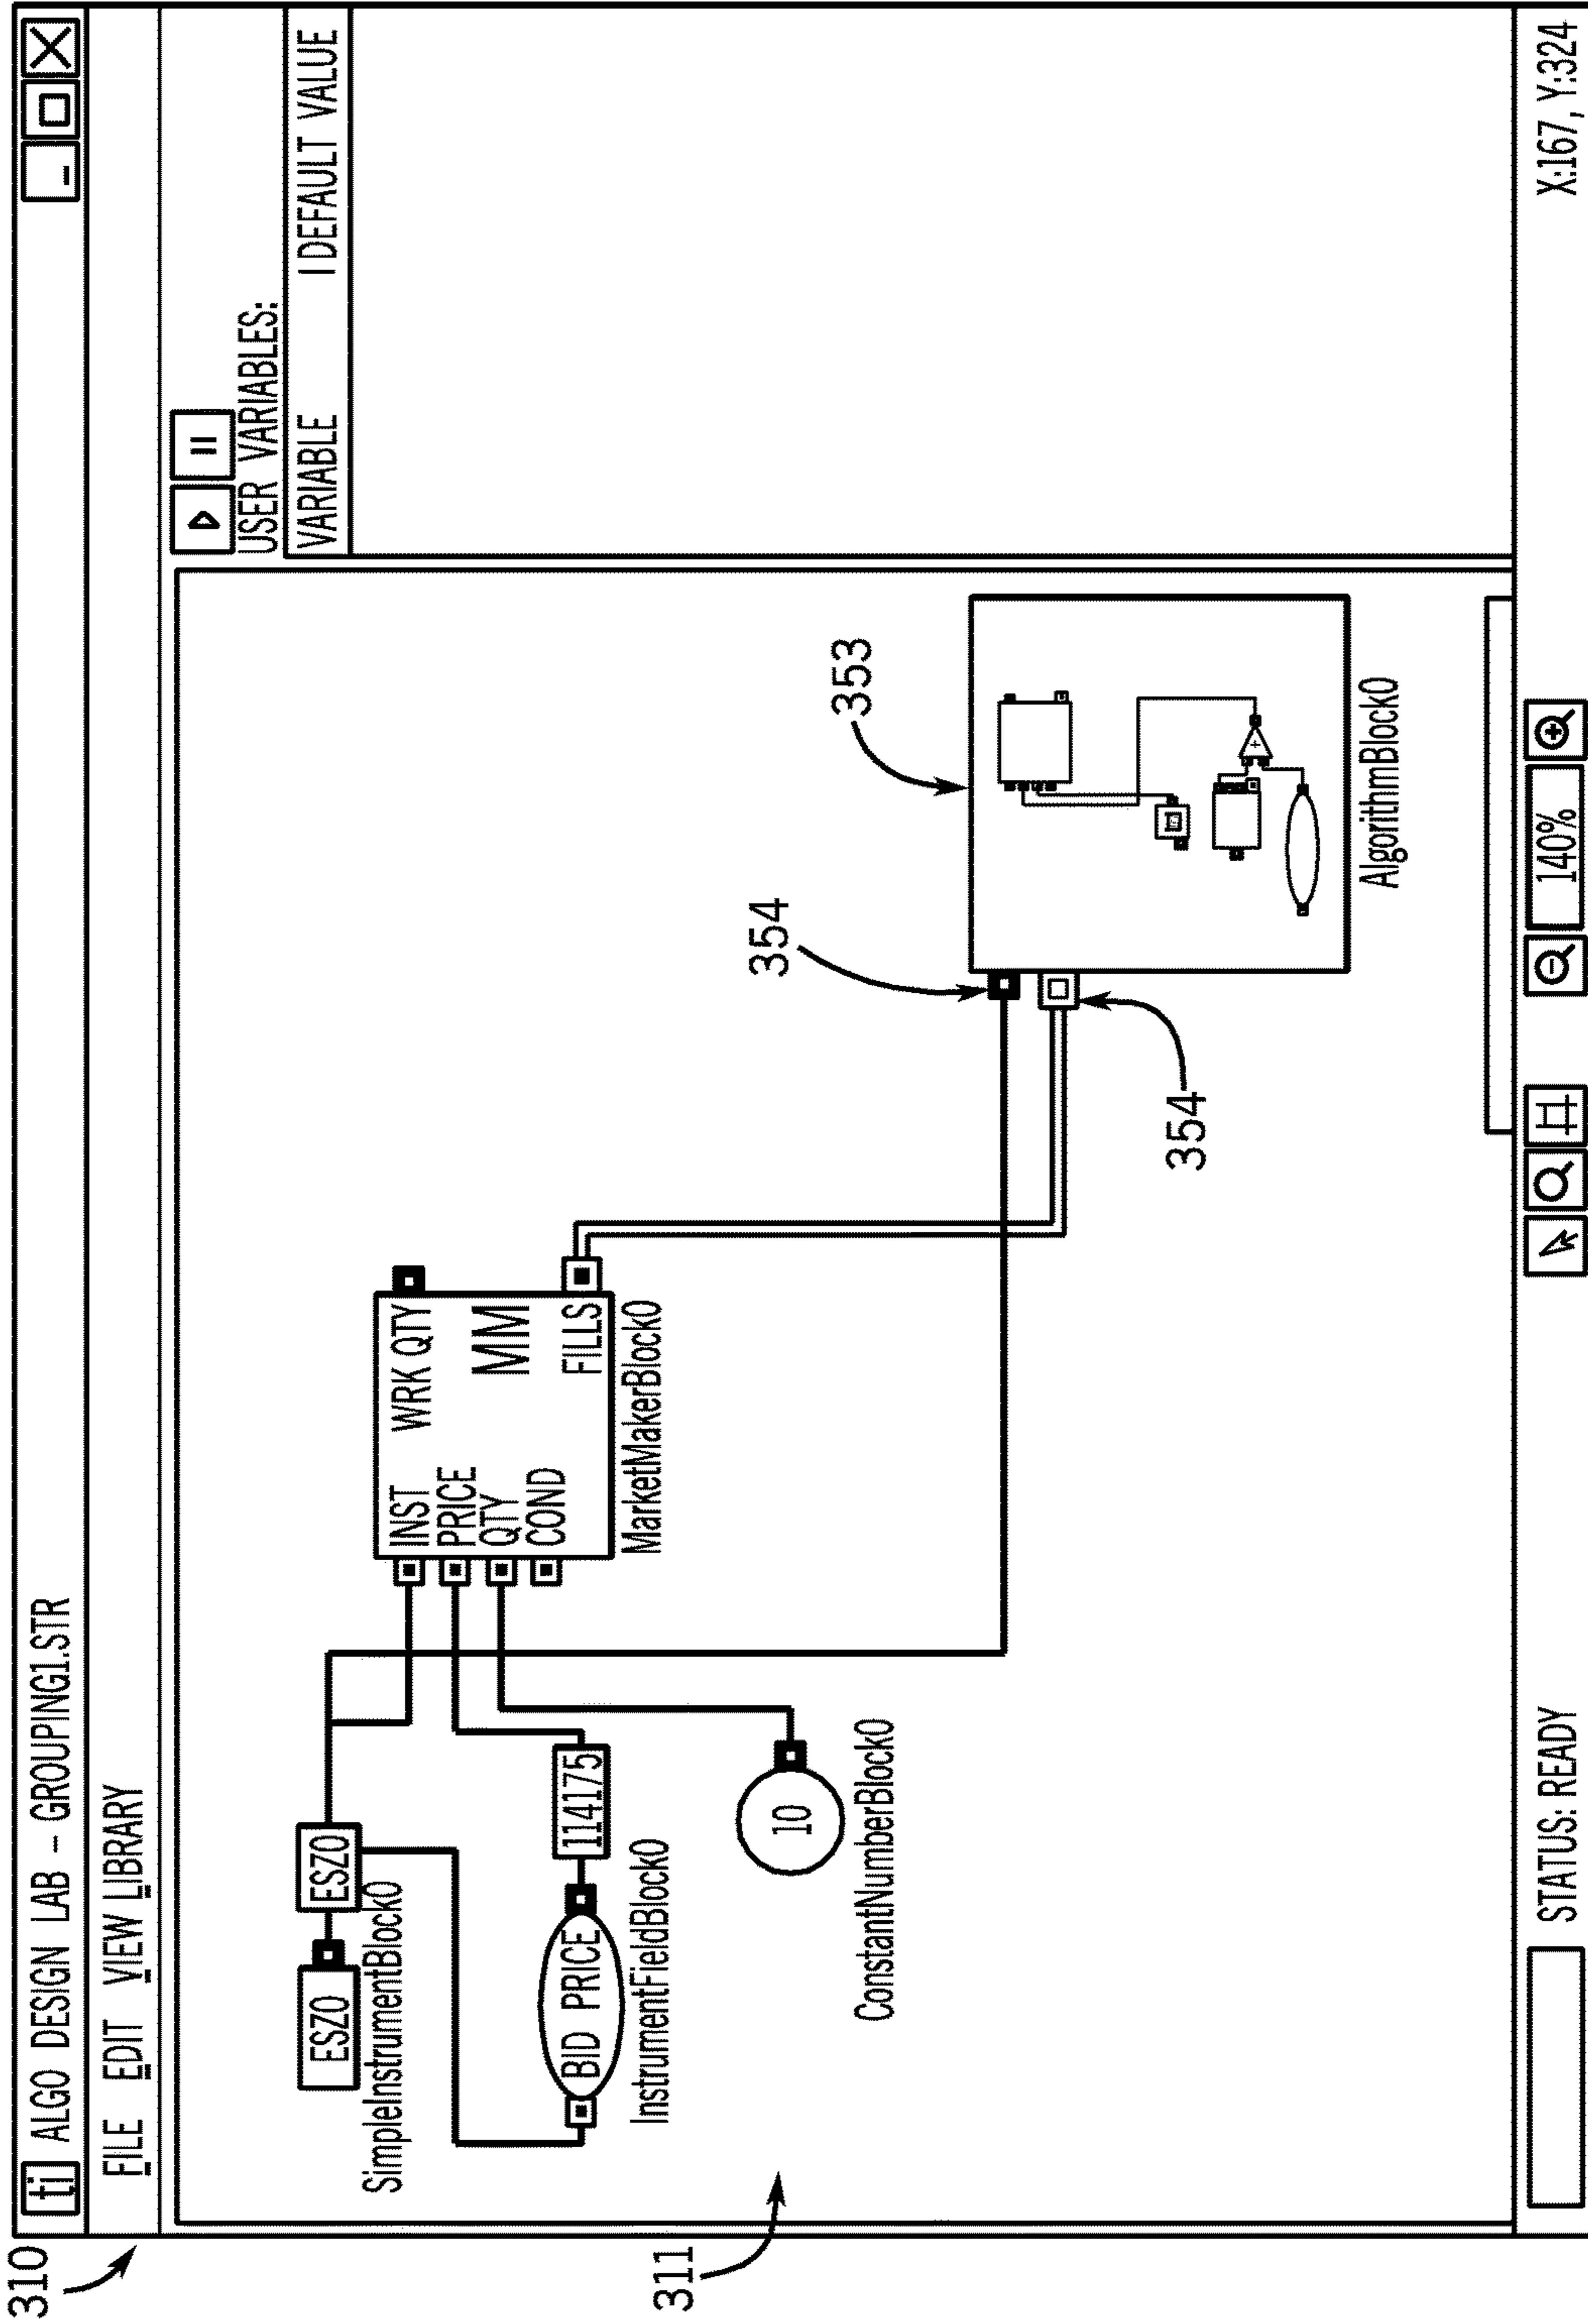 310
ti ALGO DESIGN LAB – GROUPING1.STR
FILE EDIT VIEW LIBRARY
USER VARIABLES:
VARIABLE | DEFAULT VALUE
ESZ0
ESZ0
SimpleInstrumentBlock0
BID PRICE
114175
InstrumentFieldBlock0
10
ConstantNumberBlock0
INST WRK QTY
PRICE
QTY MM
COND
FILLS
MarketMakerBlock0
353
354
354
AlgorithmBlock0
311
STATUS: READY
140%
X:167, Y:324